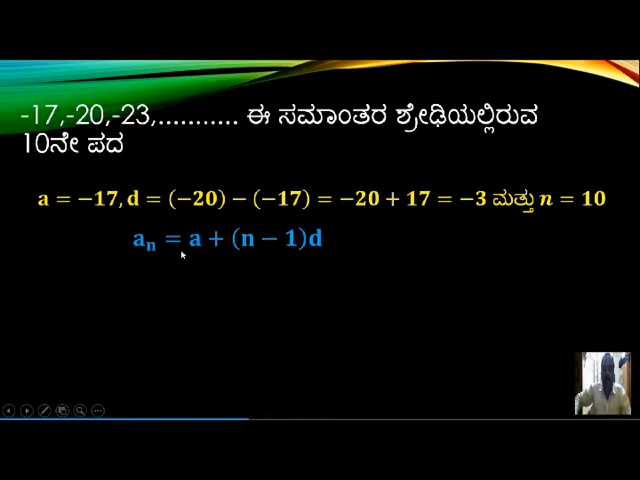 -17,-20,-23,........... ಈ ಸಮಾಂತರ ಶ್ರೇಢಿಯಲ್ಲಿರುವ
10ನೇ ಪದ
a = −17, d = (−20) − (−17) = −20 + 17 = −3 ಮತ್ತು n = 10
aₙ = a + (n − 1)d